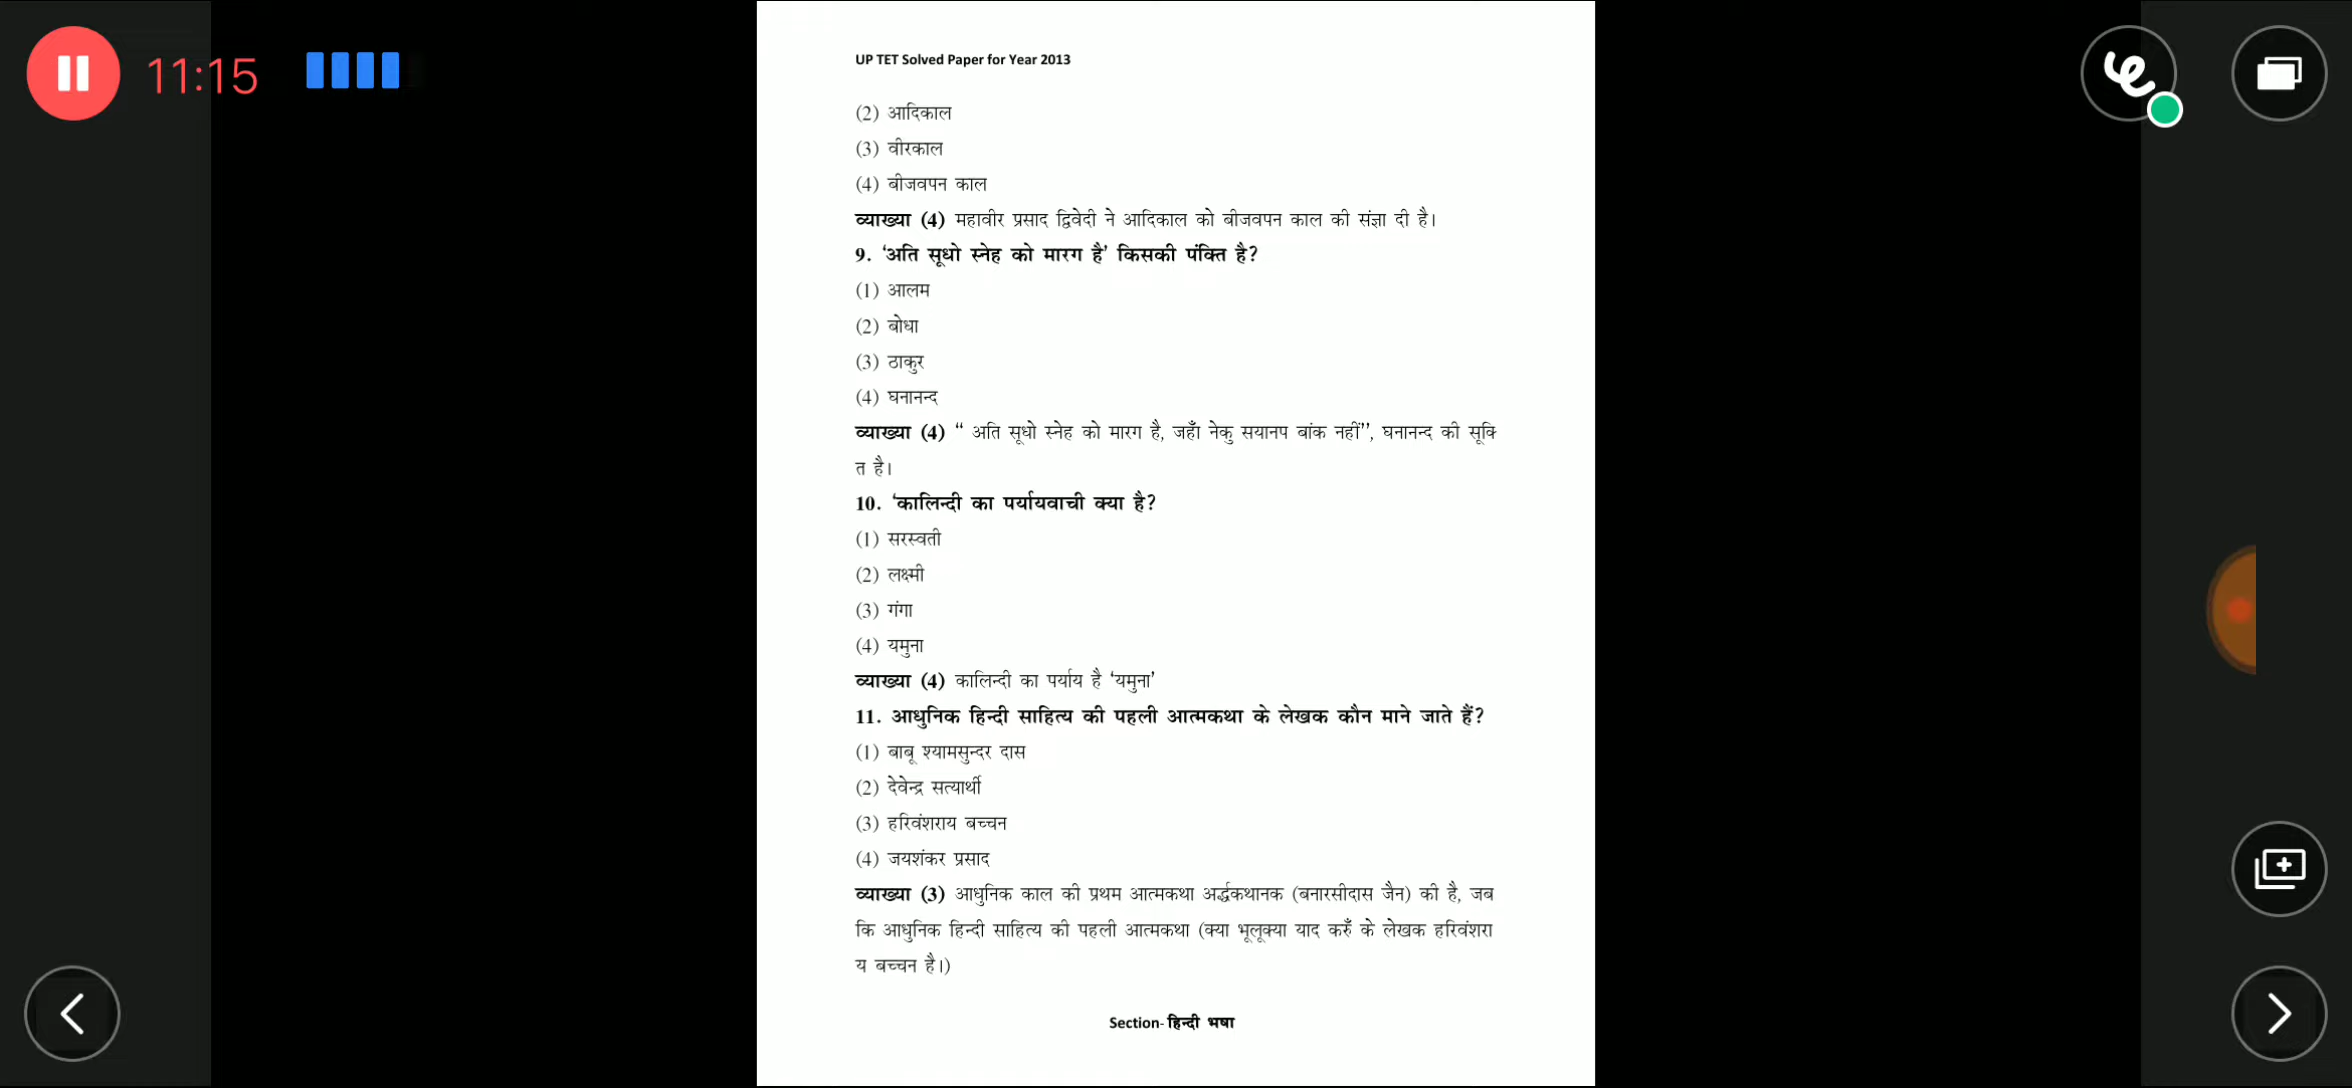 11:15
UP TET Solved Paper for Year 2013
(2) आदिकाल
(3) वीरकाल
(4) बीजवपन काल
व्याख्या (4) महावीर प्रसाद द्विवेदी ने आदिकाल को बीजवपन काल की संज्ञा दी है।
9. ‘अति सूधो स्नेह को मारग है’ किसकी पंक्ति है?
(1) आलम
(2) बोधा
(3) ठाकुर
(4) घनानन्द
व्याख्या (4) “ अति सूधो स्नेह को मारग है, जहाँ नेकु सयानप बांक नहीं”, घनानन्द की सूक्ि
त है।
10. ‘कालिन्दी का पर्यायवाची क्या है?
(1) सरस्वती
(2) लक्ष्मी
(3) गंगा
(4) यमुना
व्याख्या (4) कालिन्दी का पर्याय है ‘यमुना’
11. आधुनिक हिन्दी साहित्य की पहली आत्मकथा के लेखक कौन माने जाते हैं?
(1) बाबू श्यामसुन्दर दास
(2) देवेन्द्र सत्यार्थी
(3) हरिवंशराय बच्चन
(4) जयशंकर प्रसाद
व्याख्या (3) आधुनिक काल की प्रथम आत्मकथा अर्द्धकथानक (बनारसीदास जैन) की है, जब
कि आधुनिक हिन्दी साहित्य की पहली आत्मकथा (क्या भूलूक्या याद करुँ के लेखक हरिवंशरा
य बच्चन है।)
Section- हिन्दी भषा